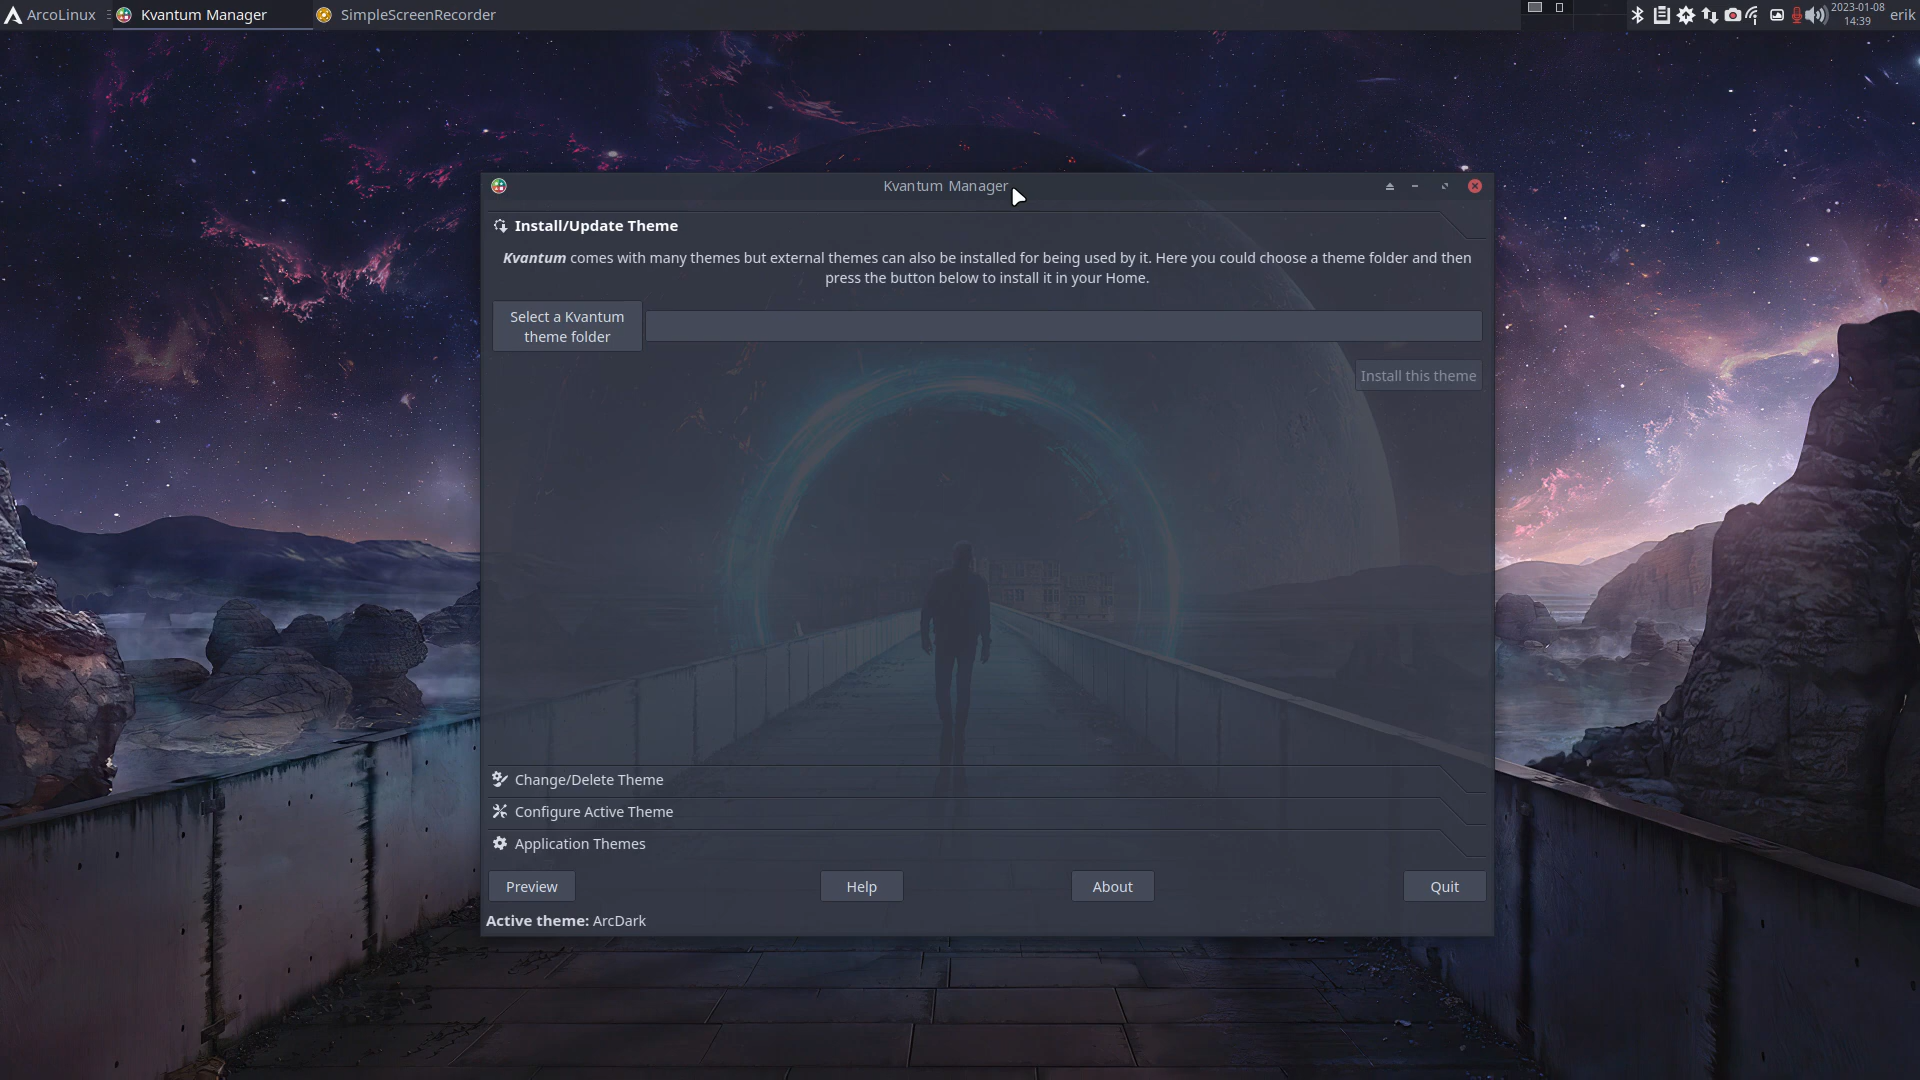 ArcoLinux
Kvantum Manager
SimpleScreenRecorder
2023-01-08
14:39
erik
Kvantum Manager
Install/Update Theme
Kvantum comes with many themes but external themes can also be installed for being used by it. Here you could choose a theme folder and then
press the button below to install it in your Home.
Select a Kvantum
theme folder
Install this theme
Change/Delete Theme
Configure Active Theme
Application Themes
Preview
Help
About
Quit
Active theme: ArcDark